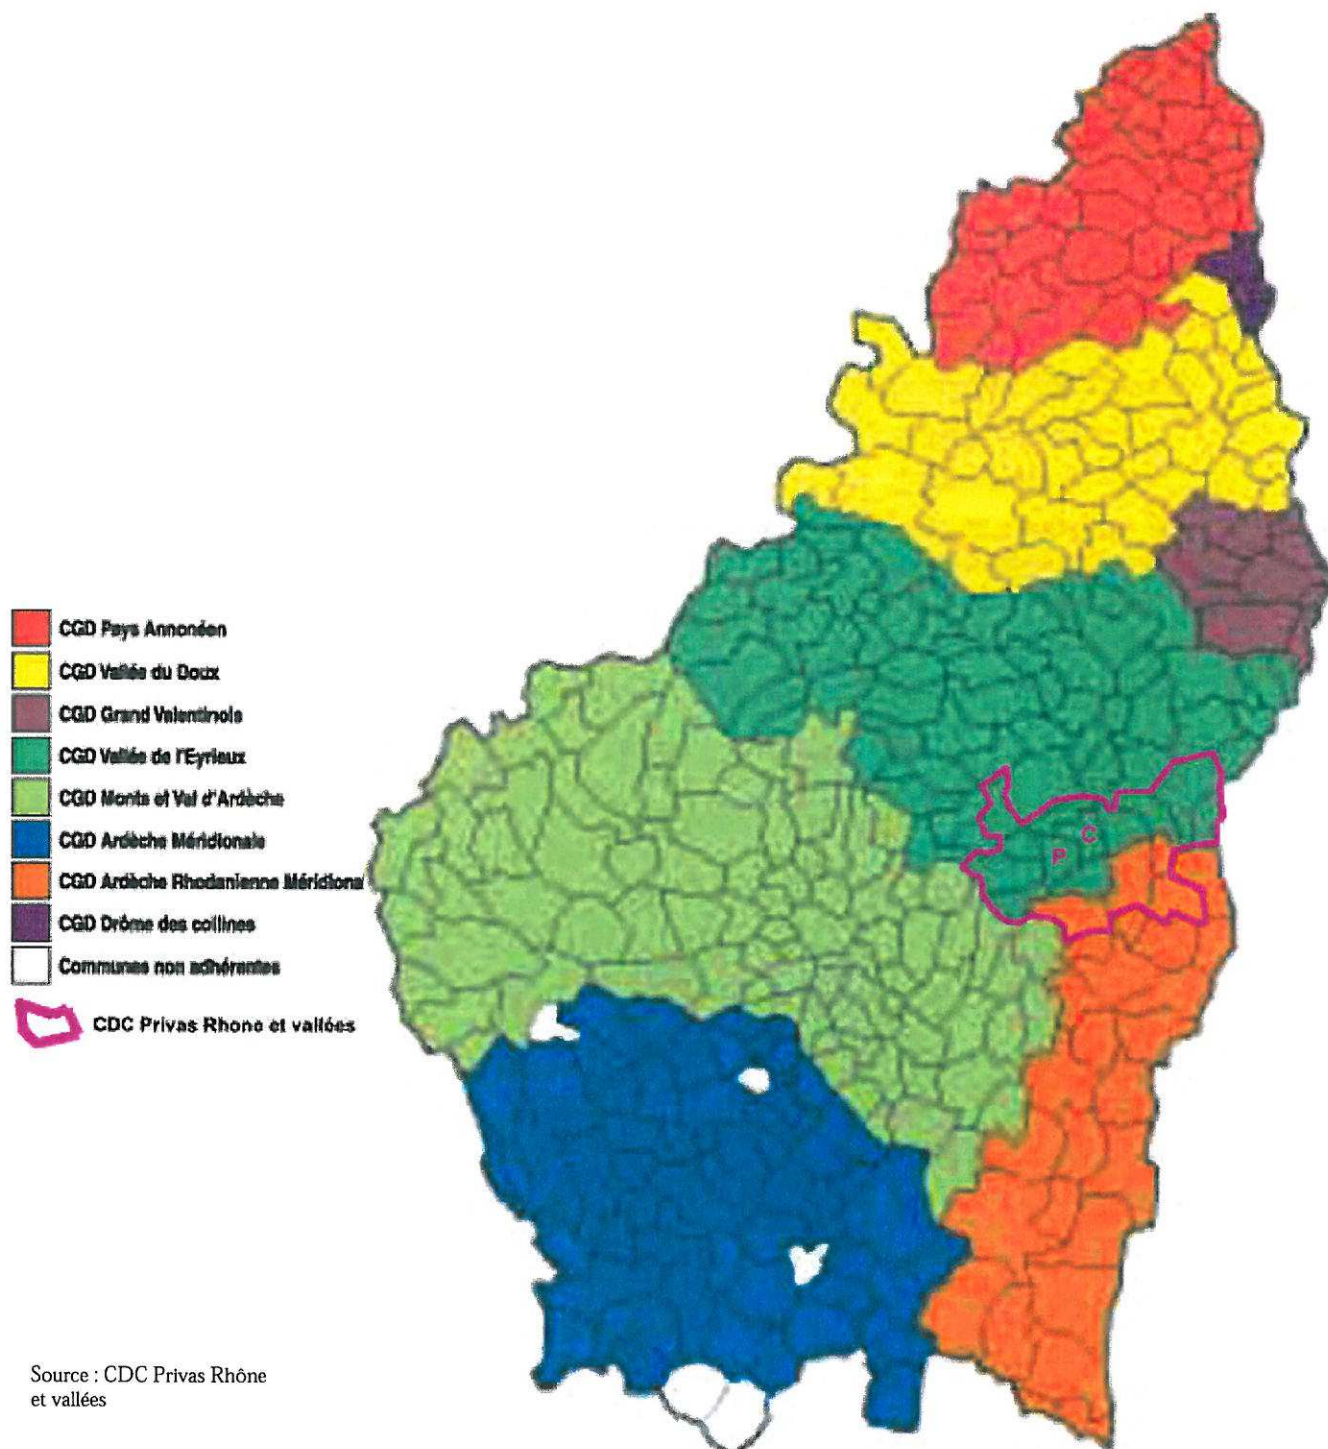 CGD Pays Annonéen
CGD Vallée du Doux
CGD Grand Valentinois
CGD Vallée de l'Eyrieux
CGD Monts et Val d'Ardèche
CGD Ardèche Méridionale
CGD Ardèche Rhodanienne Méridiona
CGD Drôme des collines
Communes non adhérentes
CDC Privas Rhone et vallées
C
P
Source : CDC Privas Rhône
et vallées